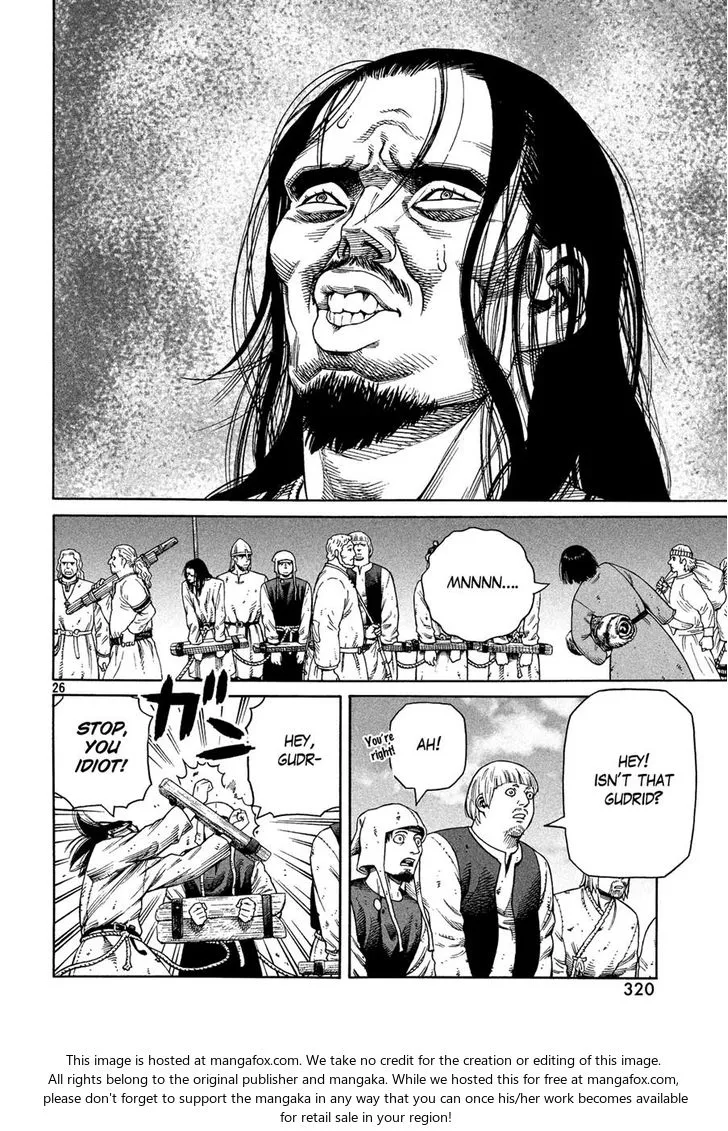 MNNNN....
26
HEY!
ISN'T THAT
GUDRID?
AH!
You're
right!
HEY,
GUDR-
STOP,
YOU
IDIOT!
ガン
320
This image is hosted at mangafox.com. We take no credit for the creation or editing of this image.
All rights belong to the original publisher and mangaka. While we hosted this for free at mangafox.com,
please don't forget to support the mangaka in any way that you can once his/her work becomes available
for retail sale in your region!